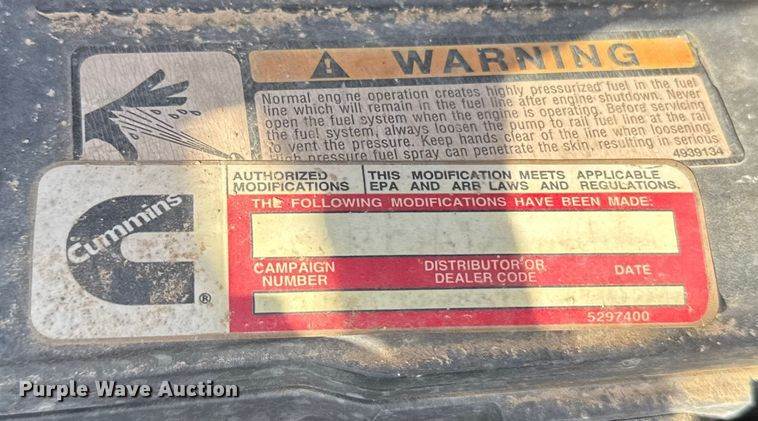 WARNING
Normal engine operation creates highly pressurized fuel in the fuel
line which will remain in the fuel line after engine shutdown. Never
open the fuel system when the engine is operating. Before servicing
the fuel system, always loosen the pump to rail fuel line at the rail
to vent the pressure. Keep hands clear of the line when loosening.
High pressure fuel spray can penetrate the skin, resulting in serious
4939134
Cummins
®
AUTHORIZED
MODIFICATIONS
THIS MODIFICATION MEETS APPLICABLE
EPA AND ARB LAWS AND REGULATIONS.
THE FOLLOWING MODIFICATIONS HAVE BEEN MADE:
CAMPAIGN
NUMBER
DISTRIBUTOR OR
DEALER CODE
DATE
5297400
Purple Wave Auction